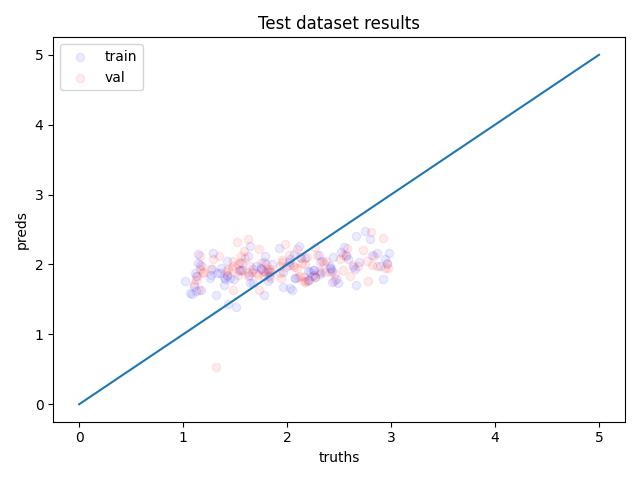 Test dataset results
train
val
preds
5
4
3
2
1
0
0 1 2 3 4 5
truths